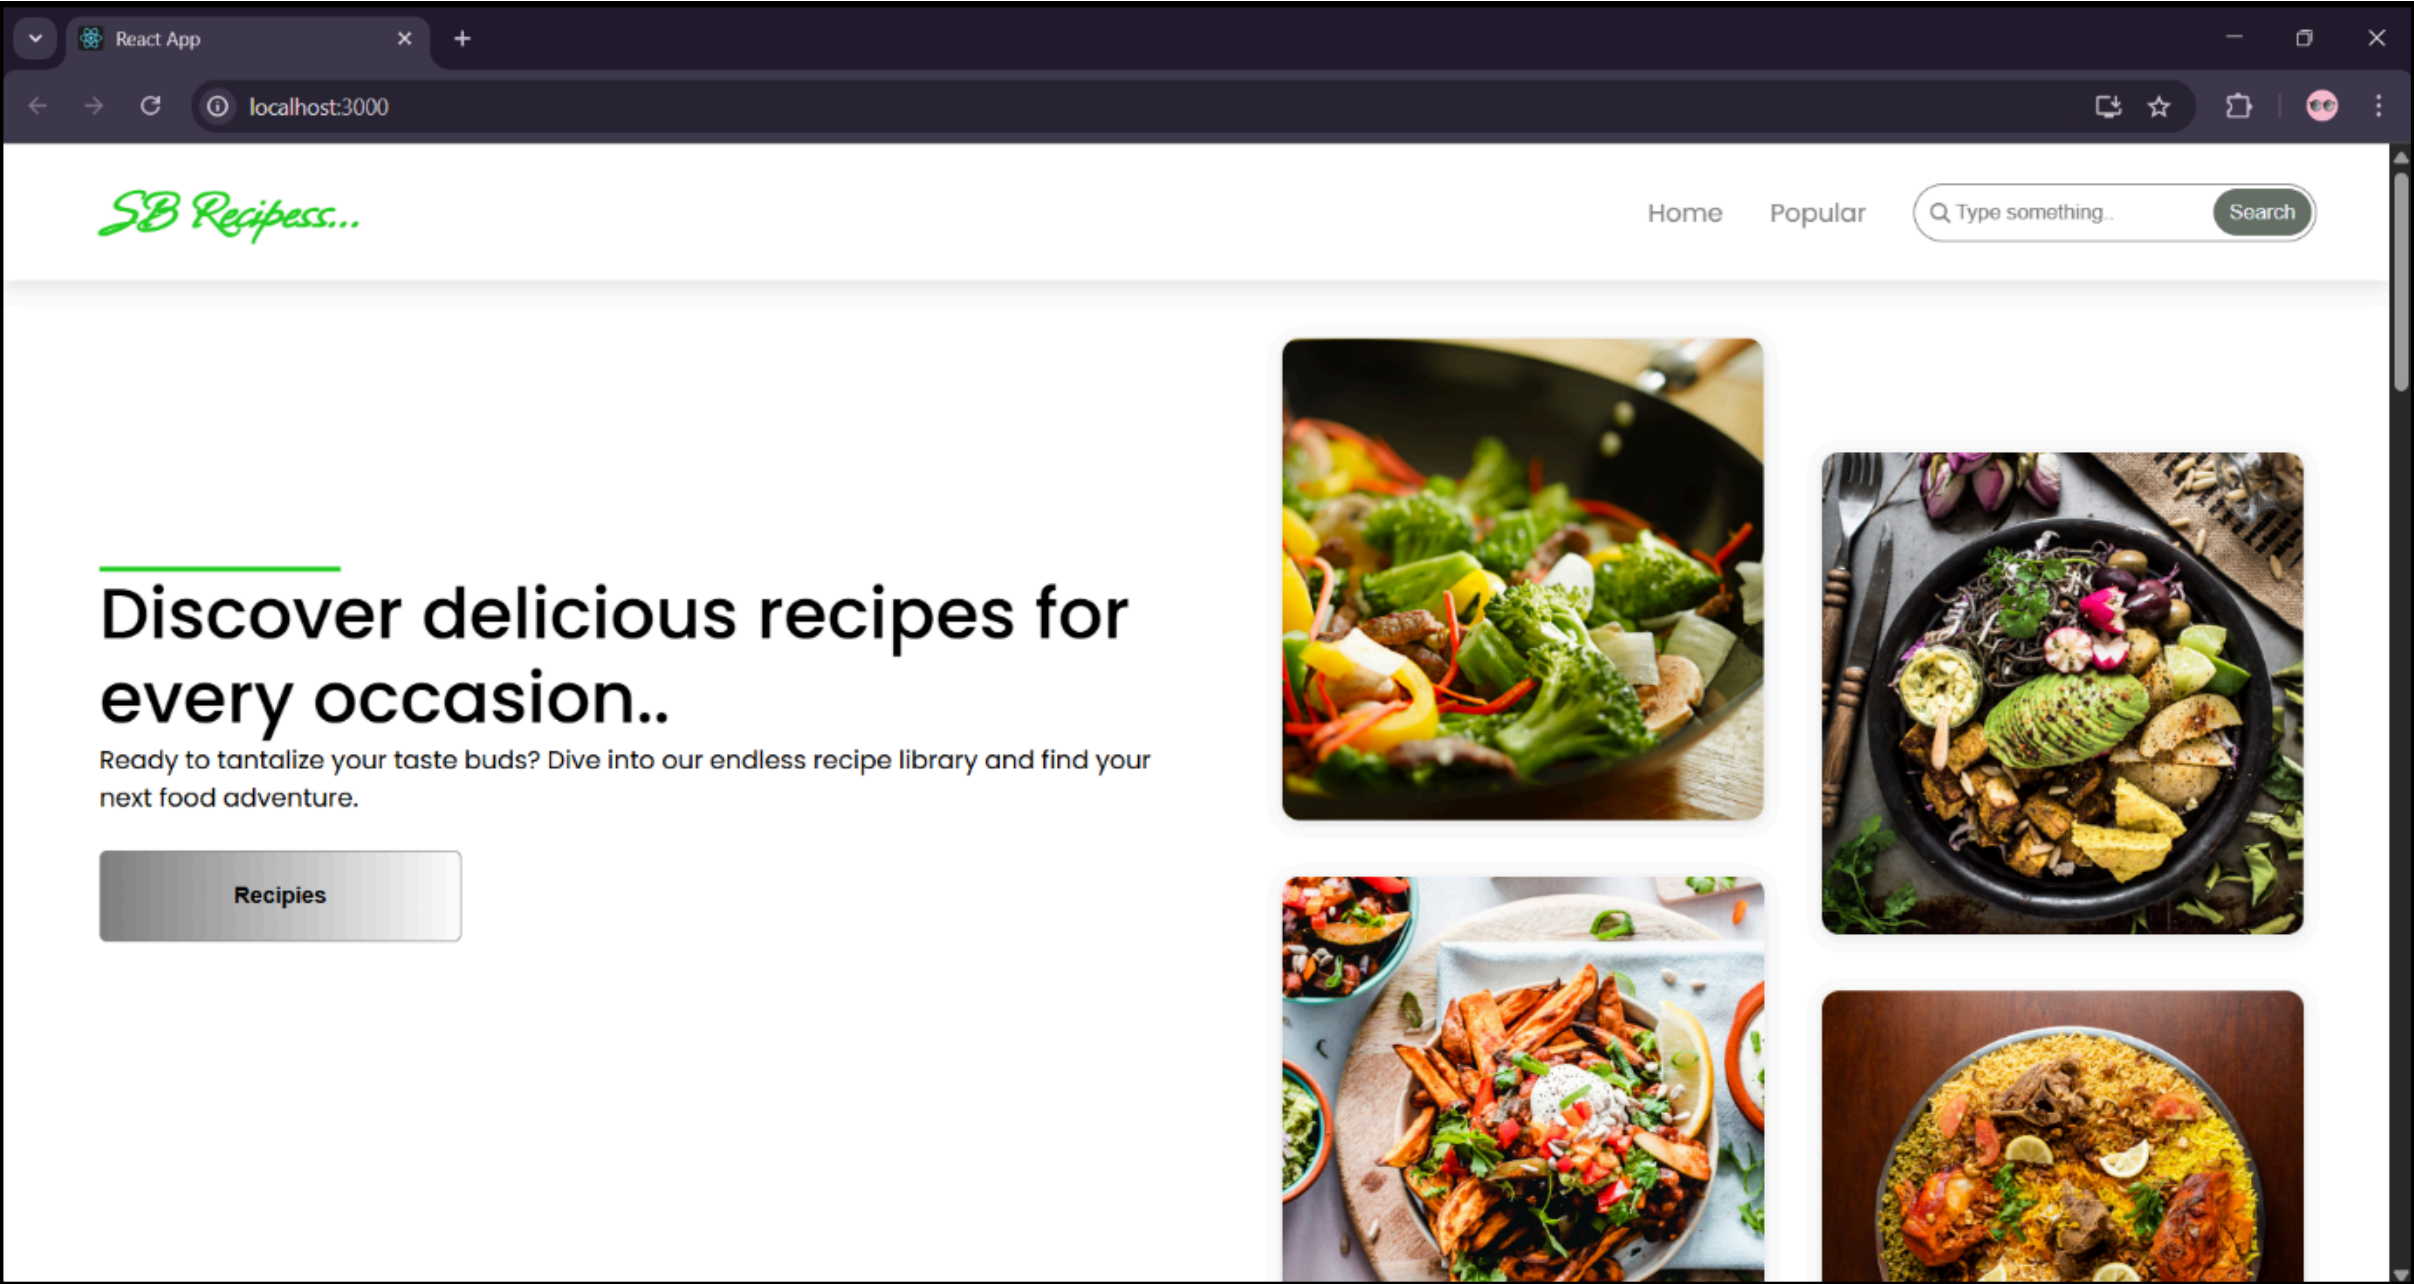 React App
localhost:3000
SB Recipess...
Home Popular Type something.. Search
Discover delicious recipes for
every occasion..
Ready to tantalize your taste buds? Dive into our endless recipe library and find your
next food adventure.
Recipies